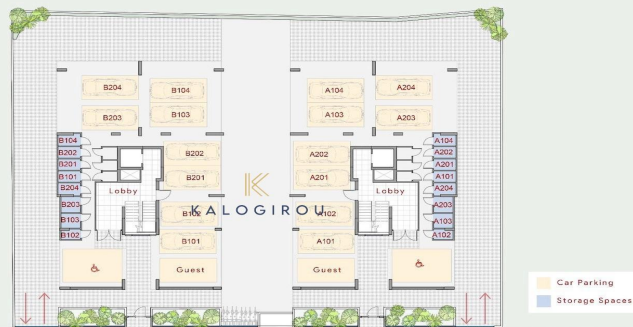 B204
B104
A104
A204
B203
B103
A103
A203
B104
B202
B201
B101
B204
B203
B103
B102
Lobby
B202
B201
B102
B101
Guest
KALOGIROU
A202
A201
A102
A101
Guest
Lobby
A104
A202
A201
A101
A204
A203
A103
A102
Car Parking
Storage Spaces